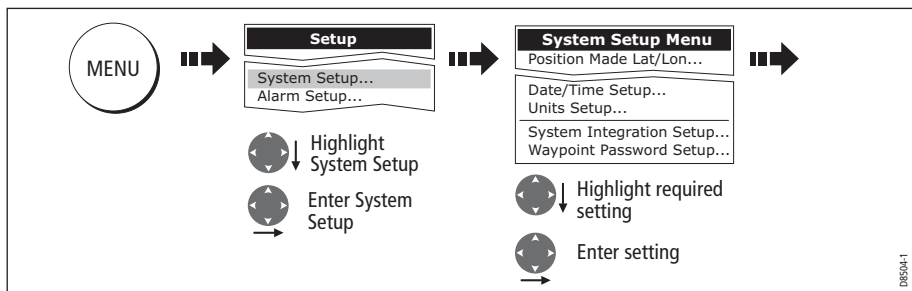 MENU
Setup
System Setup...
Alarm Setup...
Highlight
System Setup
Enter System
Setup
System Setup Menu
Position Made Lat/Lon...
Date/Time Setup...
Units Setup...
System Integration Setup...
Waypoint Password Setup...
Highlight required
setting
Enter setting
D8504-1